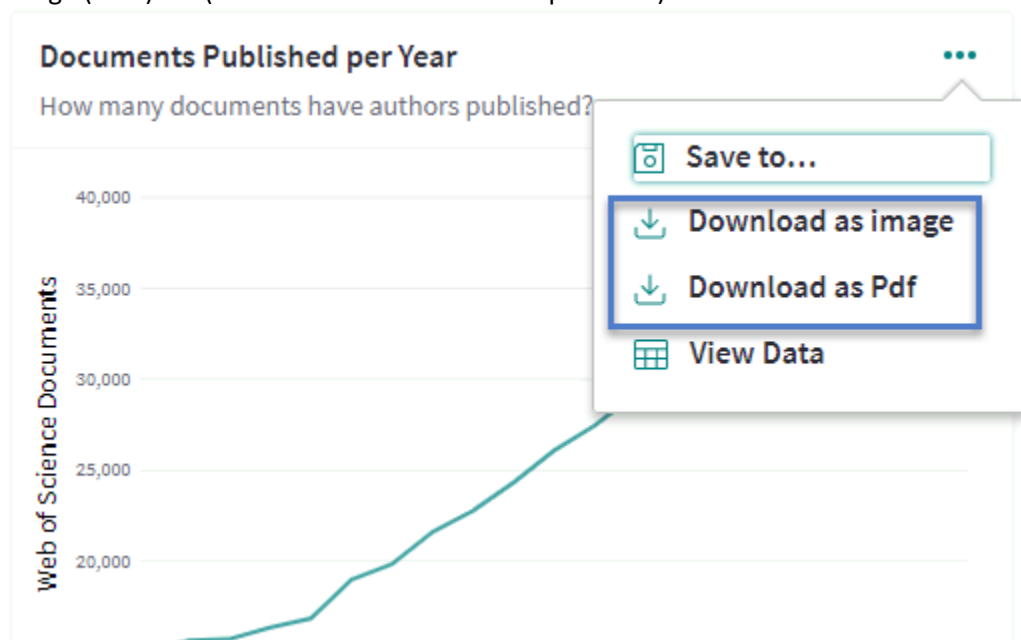 Documents Published per Year
How many documents have authors published?
Save to...
Download as image
Download as Pdf
View Data
Web of Science Documents
40,000
35,000
30,000
25,000
20,000